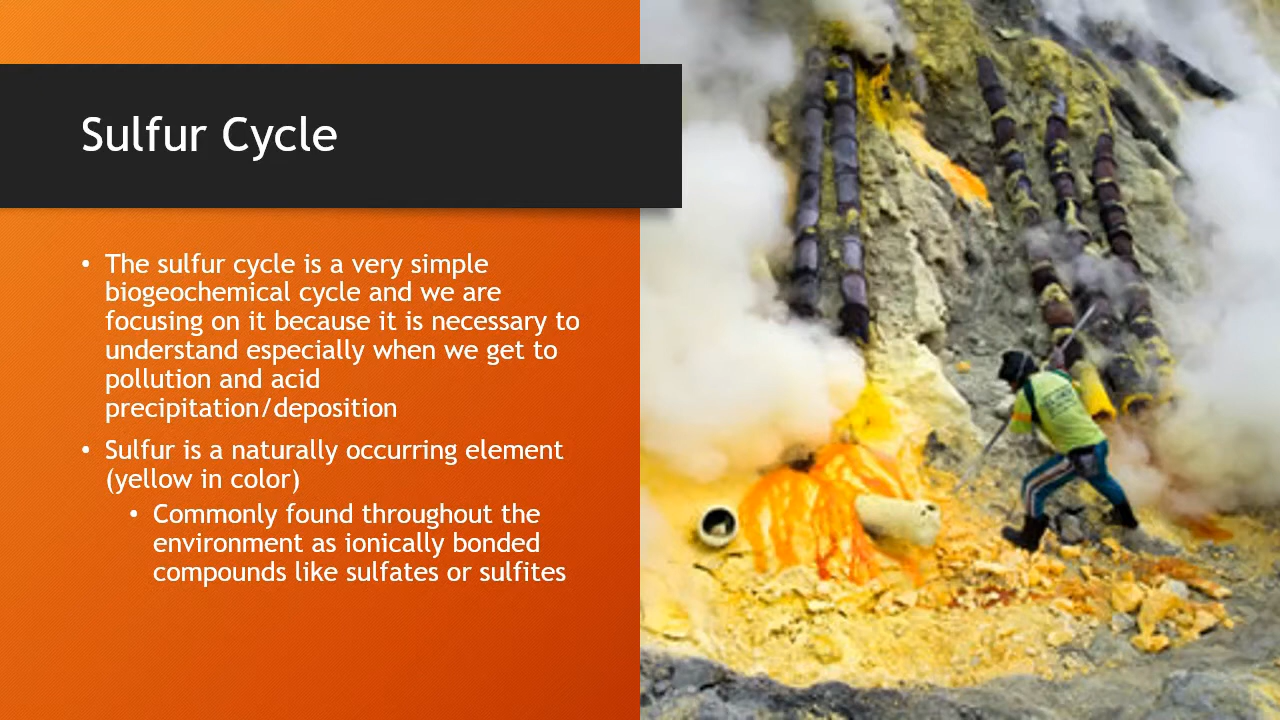 Sulfur Cycle
• The sulfur cycle is a very simple
biogeochemical cycle and we are
focusing on it because it is necessary to
understand especially when we get to
pollution and acid
precipitation/deposition
• Sulfur is a naturally occurring element
(yellow in color)
• Commonly found throughout the
environment as ionically bonded
compounds like sulfates or sulfites